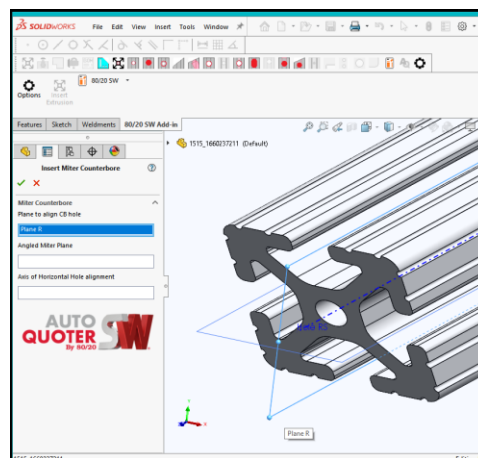 SOLIDWORKS File Edit View Insert Tools Window
80/20 SW
Options Insert Extrusion
Features Sketch Weldments 80/20 SW Add-in
1515_1660237211 (Default)
Insert Miter Counterbore
Miter Counterbore
Plane to align CB hole
Plane R
Angled Miter Plane
Axis of Horizontal Hole alignment
AUTO
QUOTER SW
By 80/20
Plane R